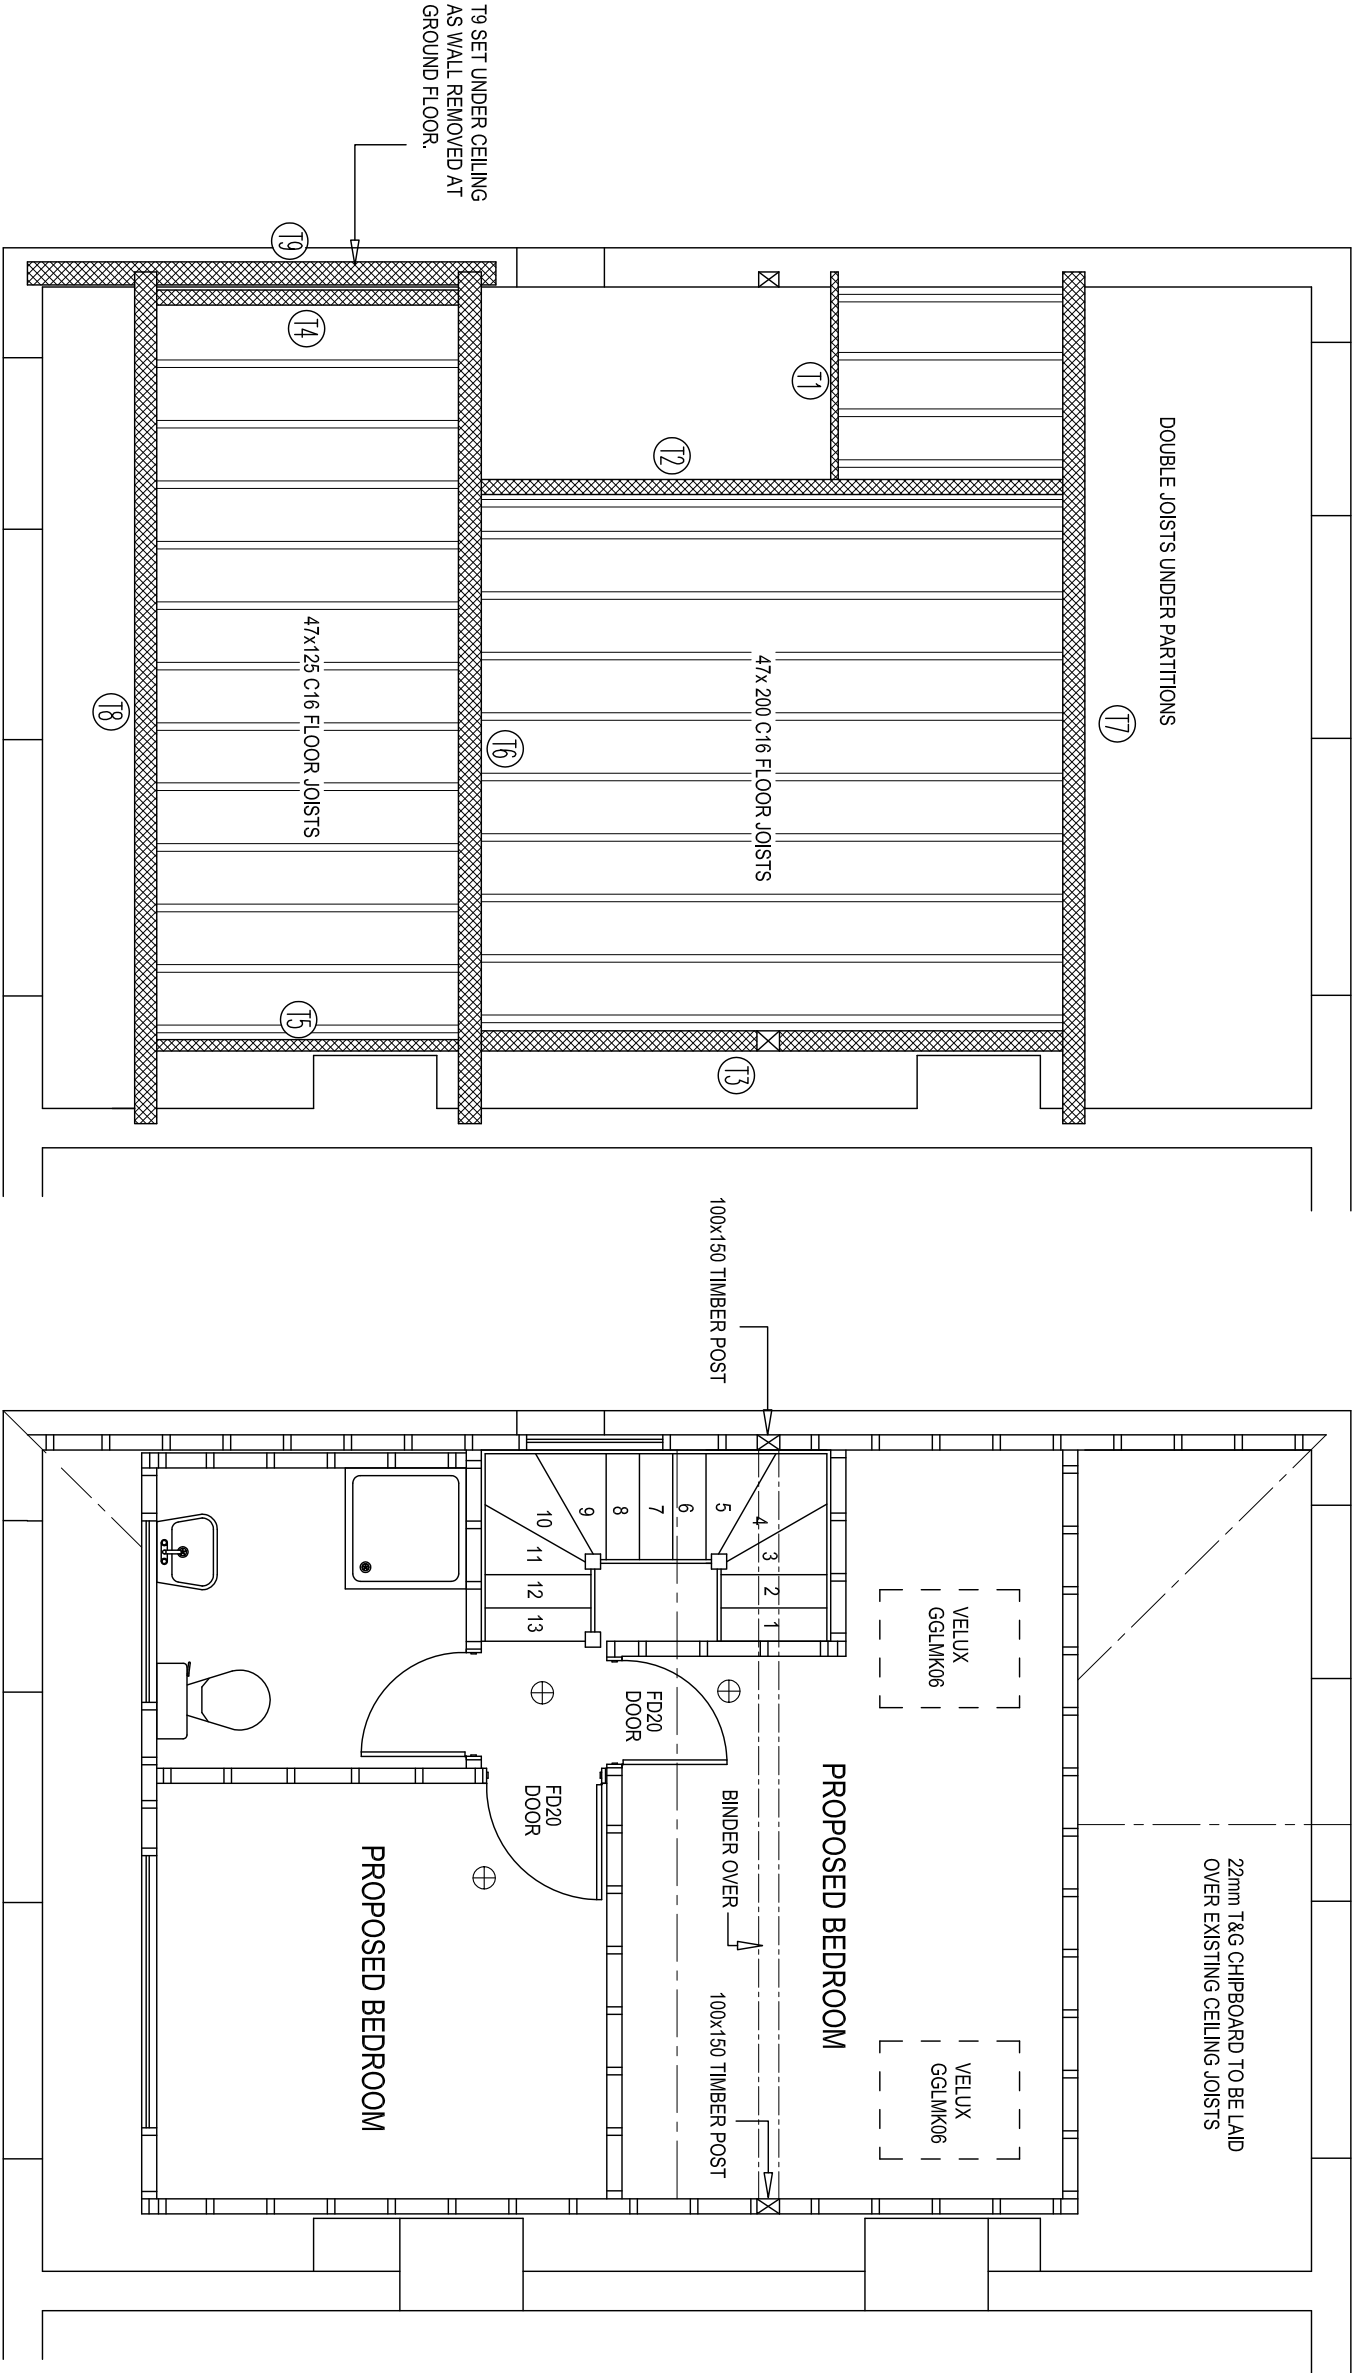 T9 SET UNDER CEILING
AS WALL REMOVED AT
GROUND FLOOR.
T9
T4
T1
T2
DOUBLE JOISTS UNDER PARTITIONS
47x125 C16 FLOOR JOISTS
47x 200 C16 FLOOR JOISTS
T8
T6
T7
T5
T3
100x150 TIMBER POST
1
2
3
4
5
6
7
8
9
10
11
12
13
VELUX
GGLMK06
FD20
DOOR
FD20
DOOR
BINDER OVER
PROPOSED BEDROOM
PROPOSED BEDROOM
22mm T&G CHIPBOARD TO BE LAID
OVER EXISTING CEILING JOISTS
100x150 TIMBER POST
VELUX
GGLMK06